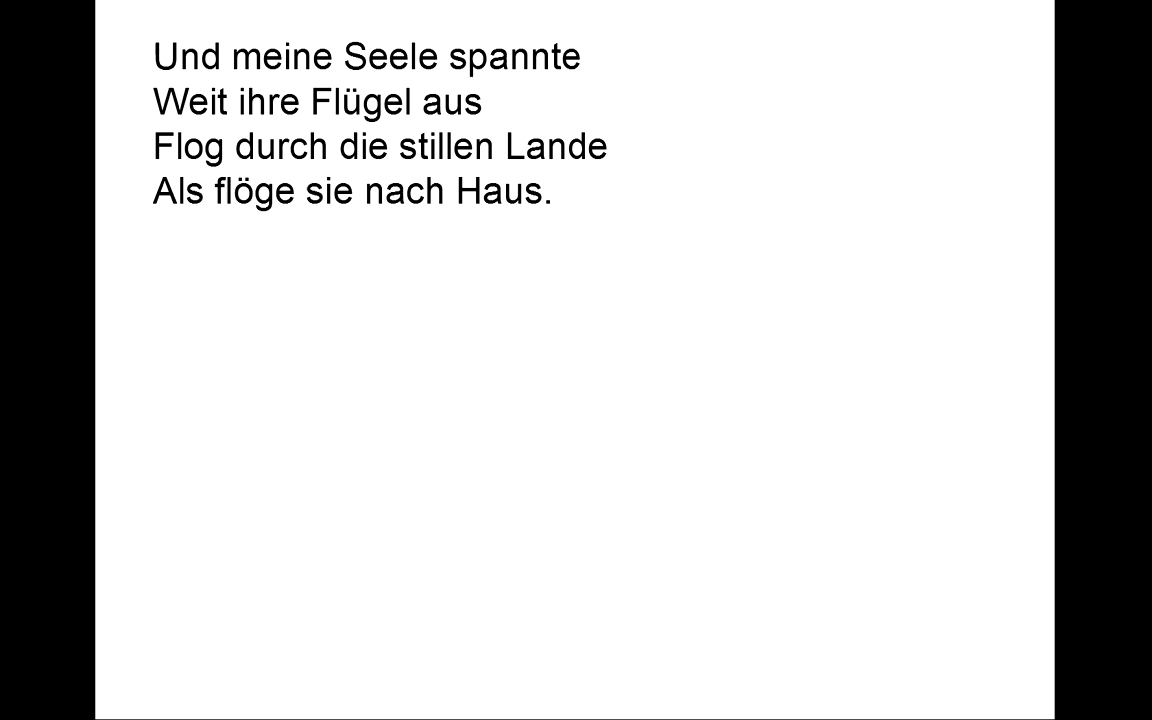 Und meine Seele spannte
Weit ihre Flügel aus
Flog durch die stillen Lande
Als flöge sie nach Haus.